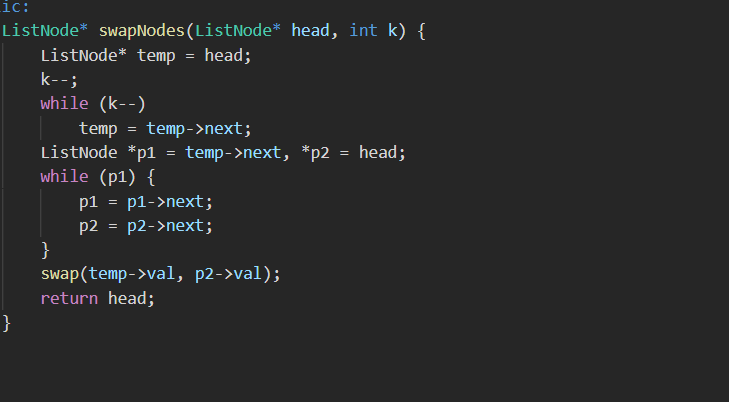 ic:
ListNode* swapNodes(ListNode* head, int k) {
ListNode* temp = head;
k--;
while (k--)
temp = temp->next;
ListNode *p1 = temp->next, *p2 = head;
while (p1) {
p1 = p1->next;
p2 = p2->next;
}
swap(temp->val, p2->val);
return head;
}